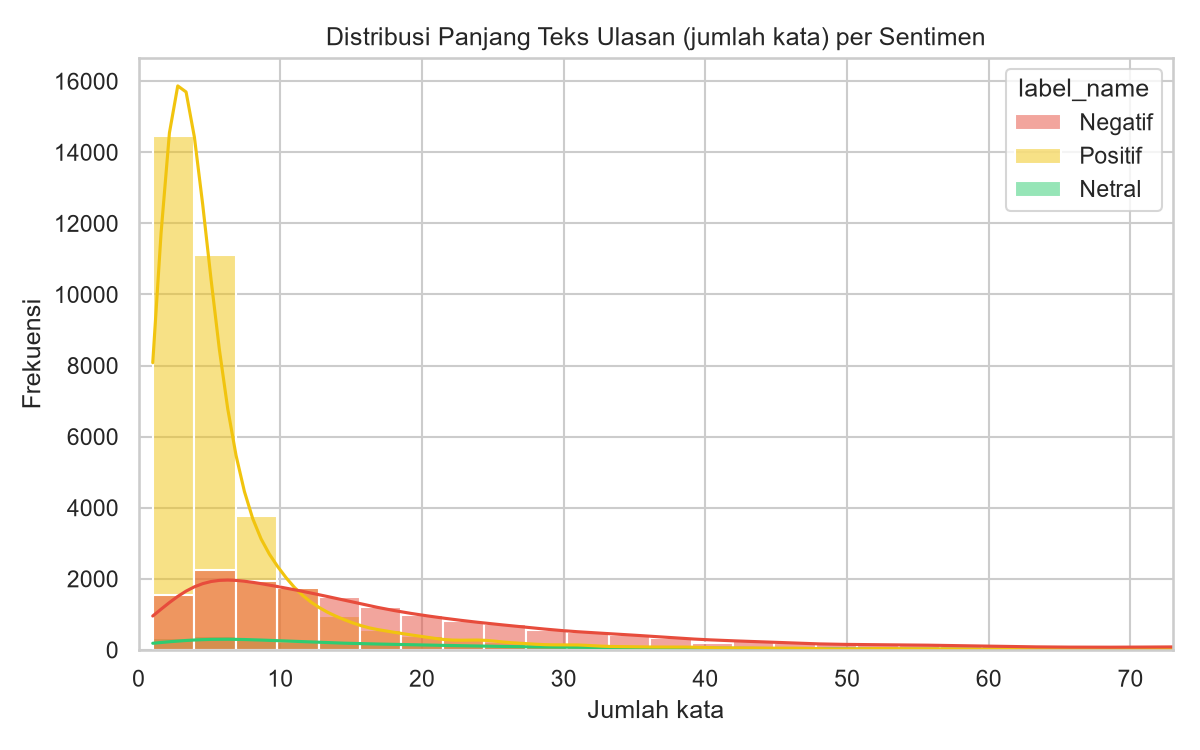 Distribusi Panjang Teks Ulasan (jumlah kata) per Sentimen
label_name
Negatif
Positif
Netral
Frekuensi
16000
14000
12000
10000
8000
6000
4000
2000
0
0 10 20 30 40 50 60 70
Jumlah kata